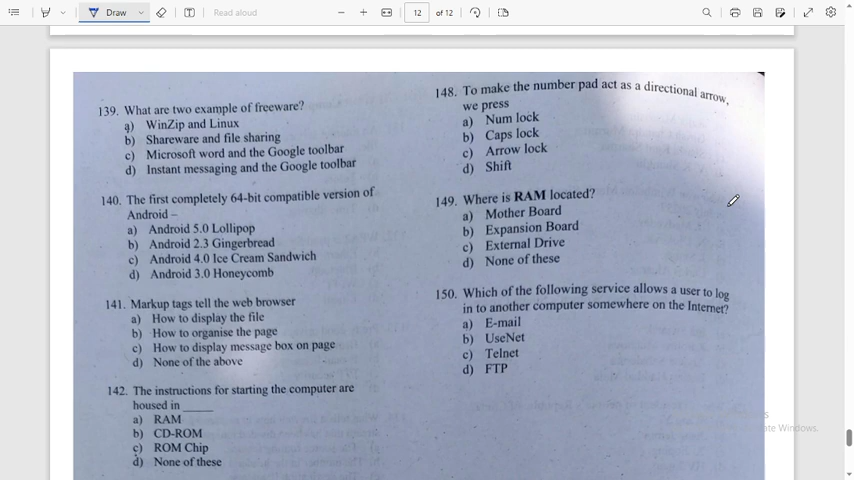 Draw
Read aloud
12 of 12
139. What are two example of freeware?
a) WinZip and Linux
b) Shareware and file sharing
c) Microsoft word and the Google toolbar
d) Instant messaging and the Google toolbar
140. The first completely 64-bit compatible version of
Android –
a) Android 5.0 Lollipop
b) Android 2.3 Gingerbread
c) Android 4.0 Ice Cream Sandwich
d) Android 3.0 Honeycomb
141. Markup tags tell the web browser
a) How to display the file
b) How to organise the page
c) How to display message box on page
d) None of the above
142. The instructions for starting the computer are
housed in _____
a) RAM
b) CD-ROM
c) ROM Chip
d) None of these
148. To make the number pad act as a directional arrow,
we press
a) Num lock
b) Caps lock
c) Arrow lock
d) Shift
149. Where is RAM located?
a) Mother Board
b) Expansion Board
c) External Drive
d) None of these
150. Which of the following service allows a user to log
in to another computer somewhere on the Internet?
a) E-mail
b) UseNet
c) Telnet
d) FTP
s
ate Windows.